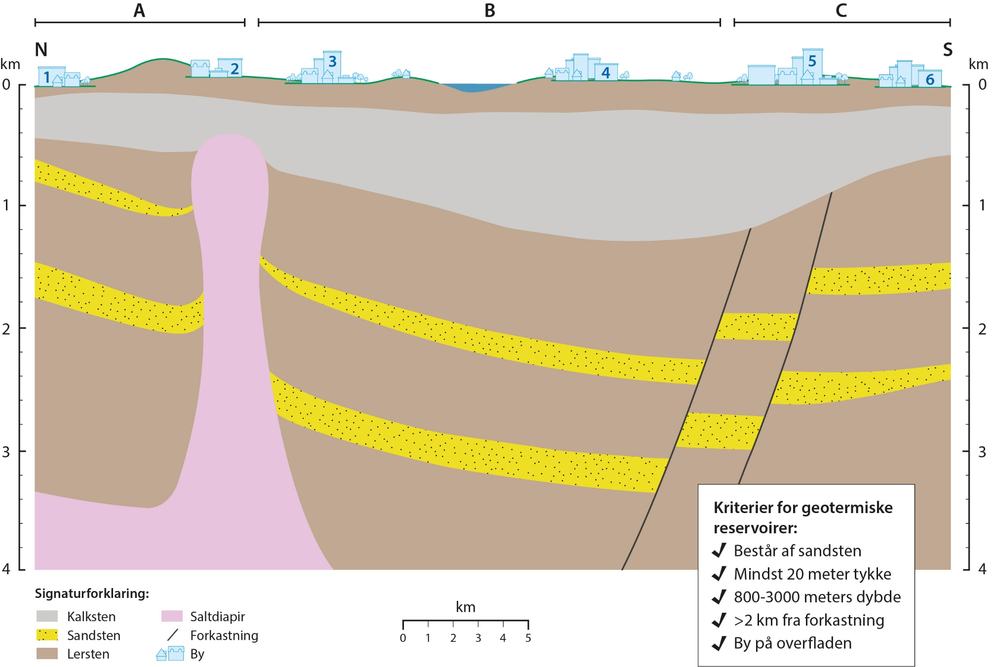 A B C
N S
km km
1 2 3 4 5 6
0 0
1 1
2 2
3 3
4 4
Kriterier for geotermiske
reservoirer:
Består af sandsten
Mindst 20 meter tykke
800-3000 meters dybde
>2 km fra forkastning
By på overfladen
Signaturforklaring:
Kalksten Saltdiapir
Sandsten Forkastning
Lersten By
km
0 1 2 3 4 5